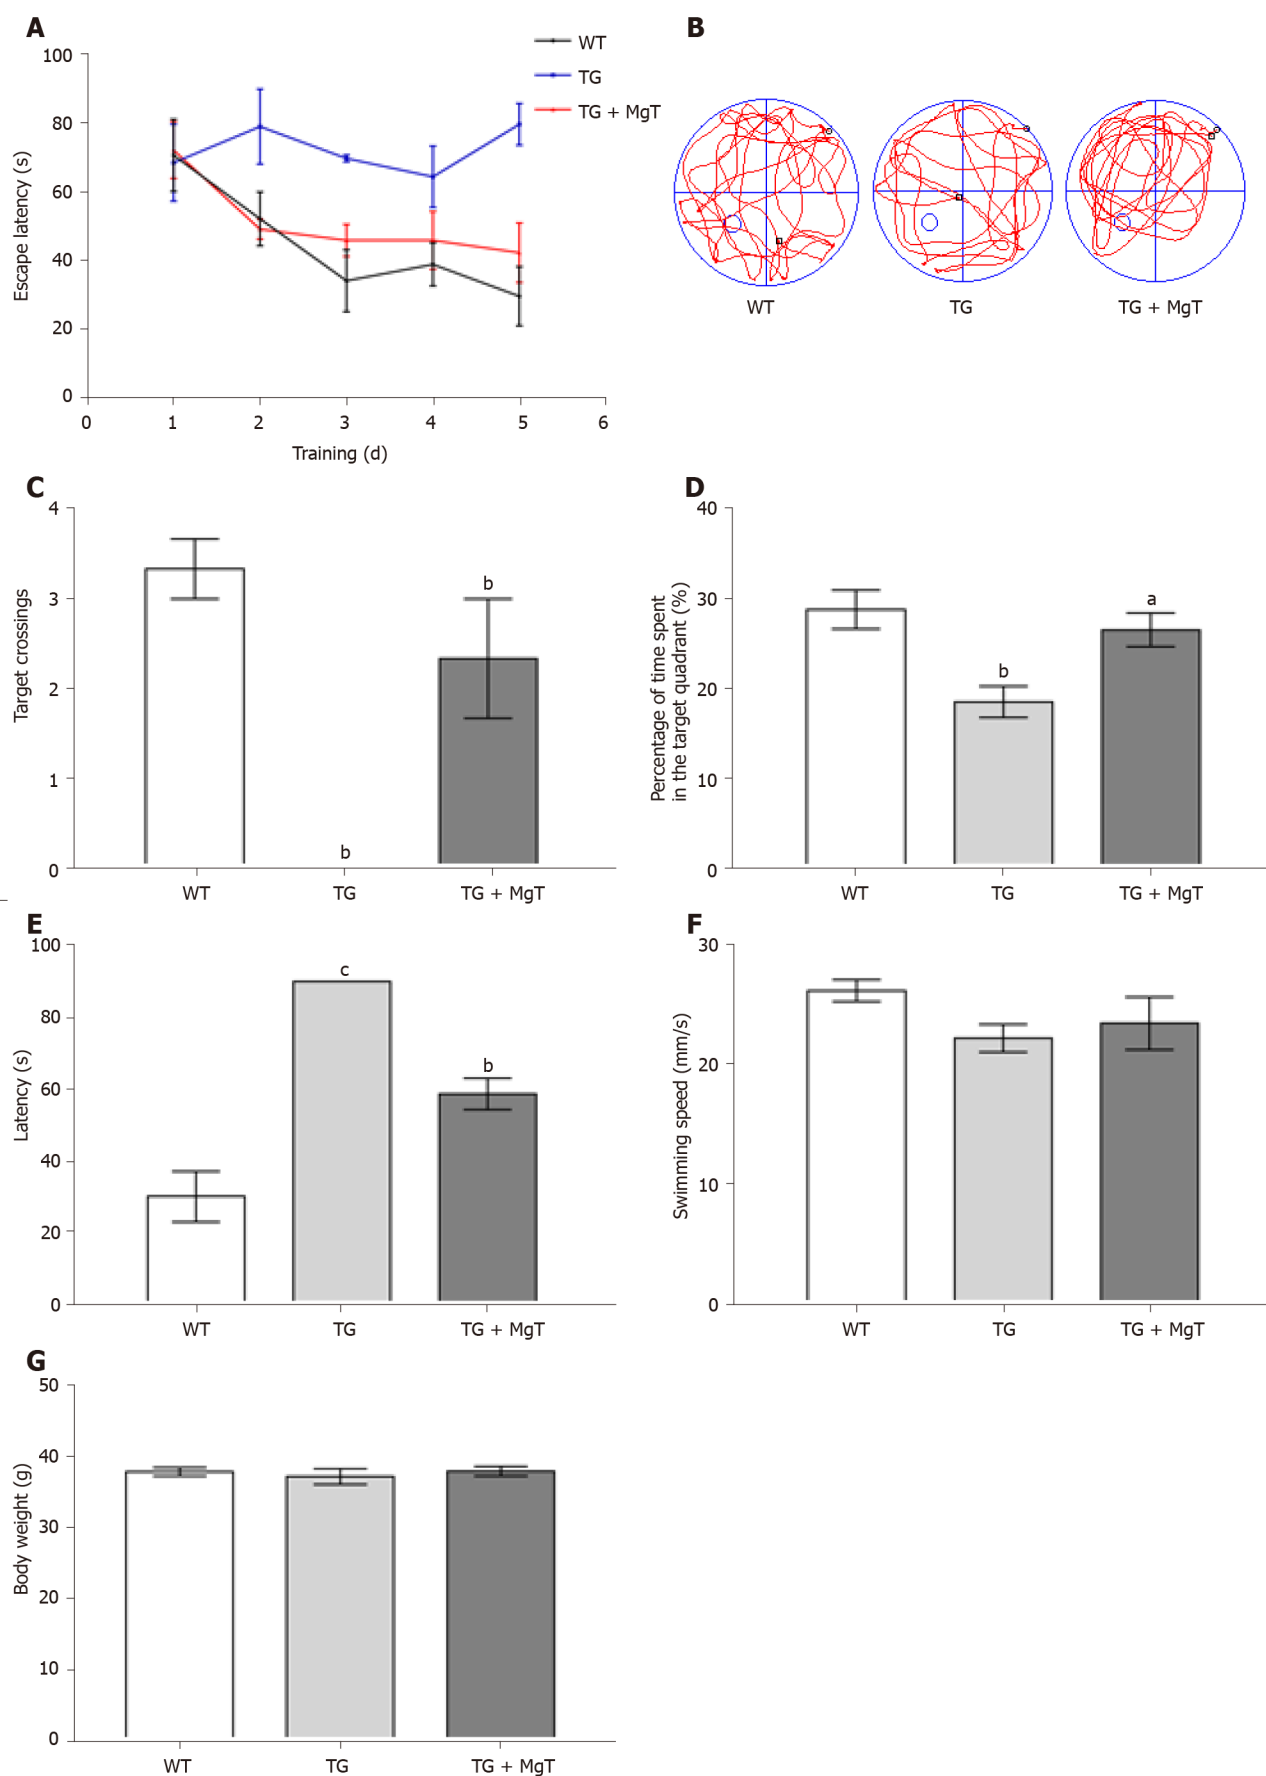 A
WT
TG
TG + MgT
100
80
60
40
20
0
Escape latency (s)
0 1 2 3 4 5 6
Training (d)
B
WT TG TG + MgT
C
4
3
2
1
0
Target crossings
b
b
WT TG TG + MgT
D
40
30
20
10
0
Percentage of time spent
in the target quadrant (%)
b
a
WT TG TG + MgT
E
100
80
60
40
20
0
Latency (s)
c
b
WT TG TG + MgT
F
30
20
10
0
Swimming speed (mm/s)
WT TG TG + MgT
G
50
40
30
20
10
0
Body weight (g)
WT TG TG + MgT